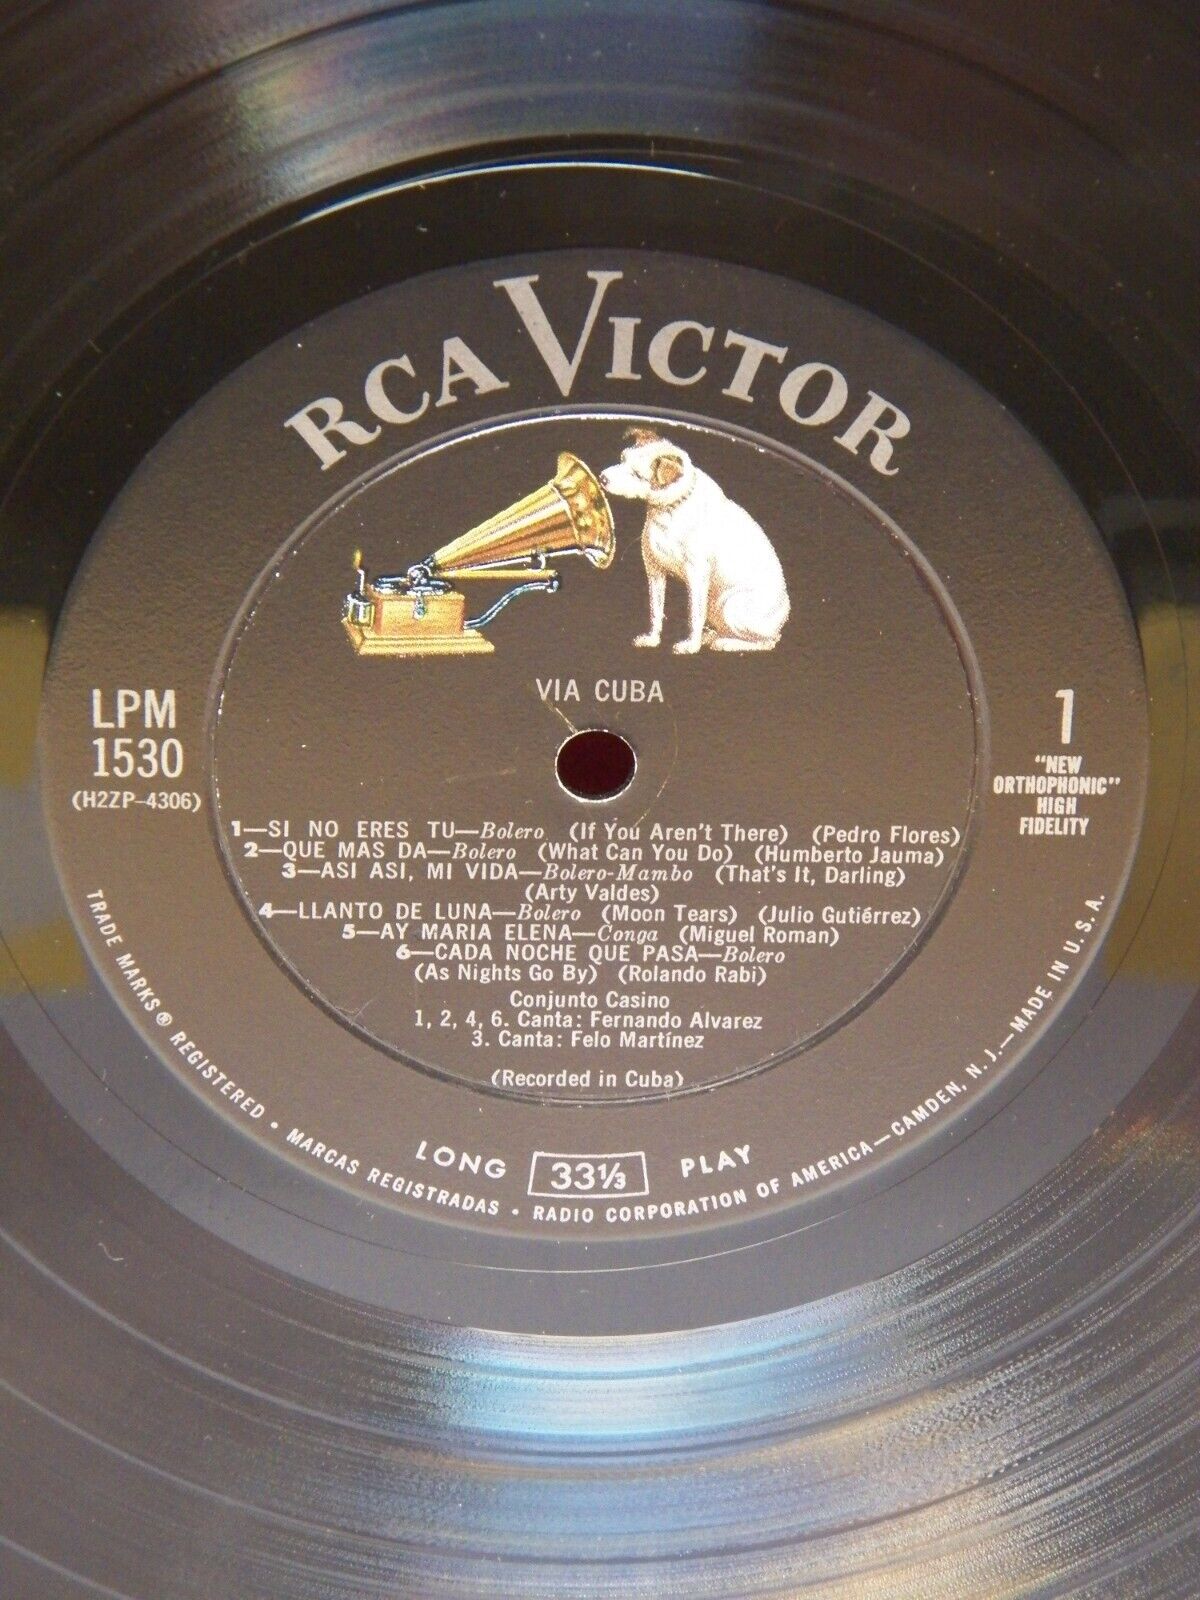 RCA VICTOR
VIA CUBA
LPM
1530
(H2ZP-4306)
1
"NEW
ORTHOPHONIC"
HIGH
FIDELITY
1—SI NO ERES TU—Bolero (If You Aren't There) (Pedro Flores)
2—QUE MAS DA—Bolero (What Can You Do) (Humberto Jauma)
3—ASI ASI, MI VIDA—Bolero-Mambo (That's It, Darling)
(Arty Valdes)
4—LLANTO DE LUNA—Bolero (Moon Tears) (Julio Gutiérrez)
5—AY MARIA ELENA—Conga (Miguel Roman)
6—CADA NOCHE QUE PASA—Bolero
(As Nights Go By) (Rolando Rabi)
Conjunto Casino
1, 2, 4, 6. Canta: Fernando Alvarez
3. Canta: Felo Martínez
(Recorded in Cuba)
LONG 33⅓ PLAY
TRADE MARKS ® REGISTERED • MARCAS REGISTRADAS • RADIO CORPORATION OF AMERICA—CAMDEN, N. J.—MADE IN U. S. A.